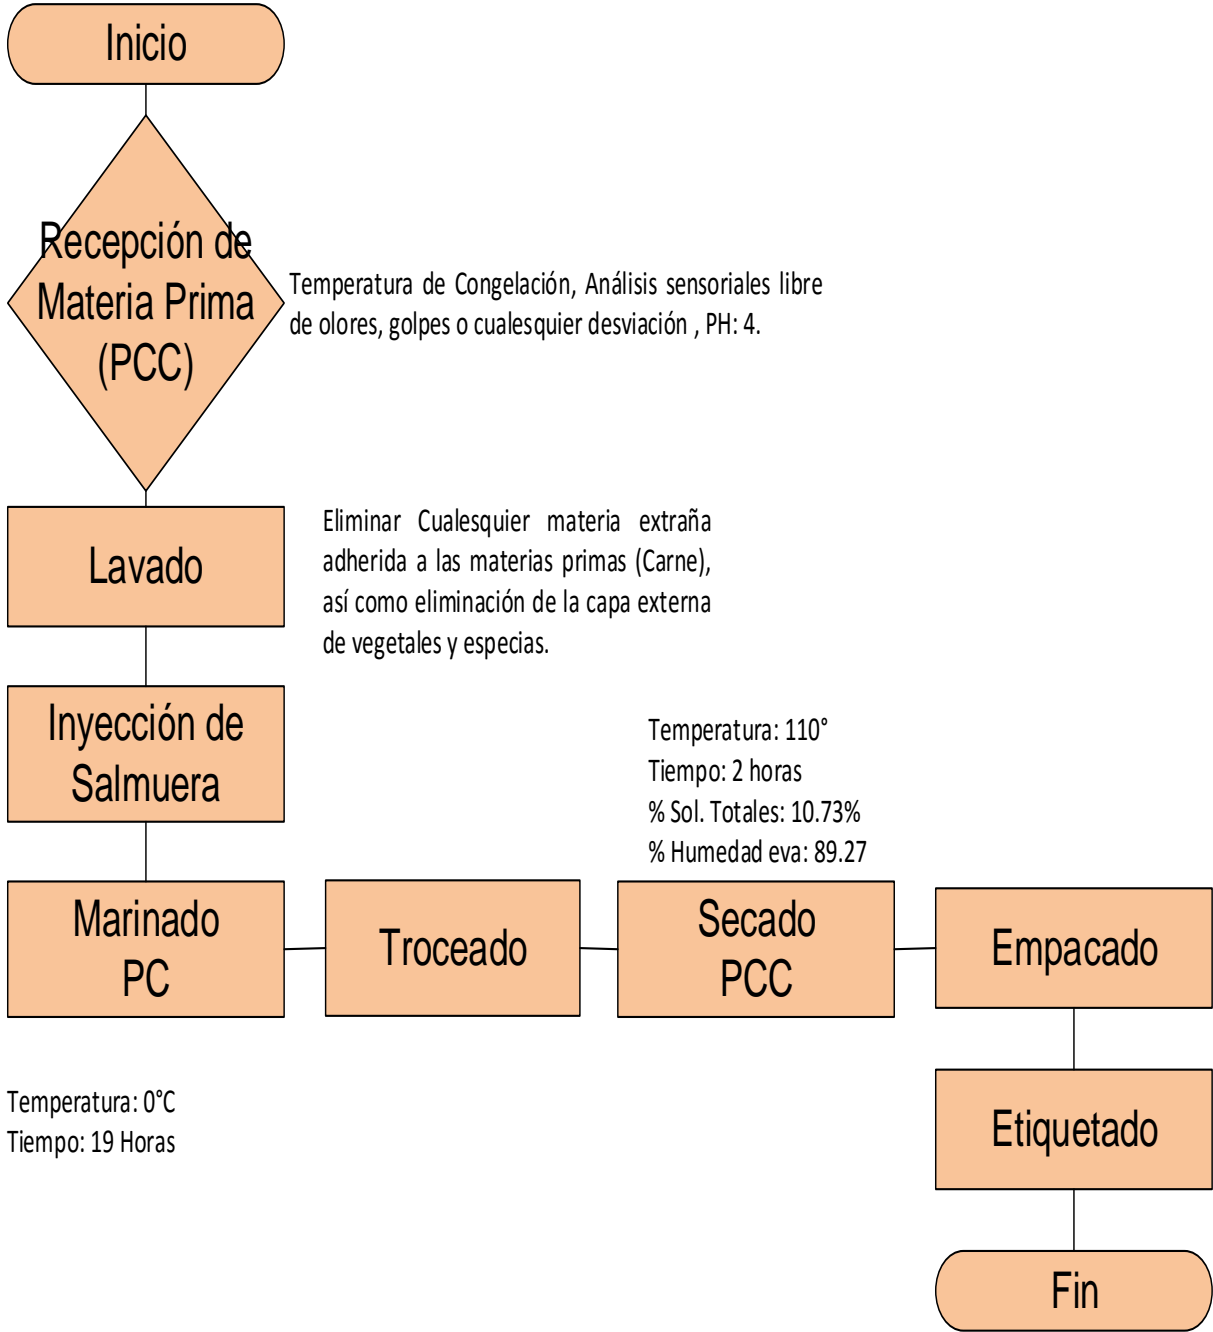 Inicio
Recepción de
Materia Prima
(PCC)
Temperatura de Congelación, Análisis sensoriales libre
de olores, golpes o cualesquier desviación , PH: 4.
Lavado
Eliminar Cualesquier materia extraña
adherida a las materias primas (Carne),
así como eliminación de la capa externa
de vegetales y especias.
Inyección de
Salmuera
Temperatura: 110°
Tiempo: 2 horas
% Sol. Totales: 10.73%
% Humedad eva: 89.27
Marinado
PC
Troceado
Secado
PCC
Empacado
Temperatura: 0°C
Tiempo: 19 Horas
Etiquetado
Fin